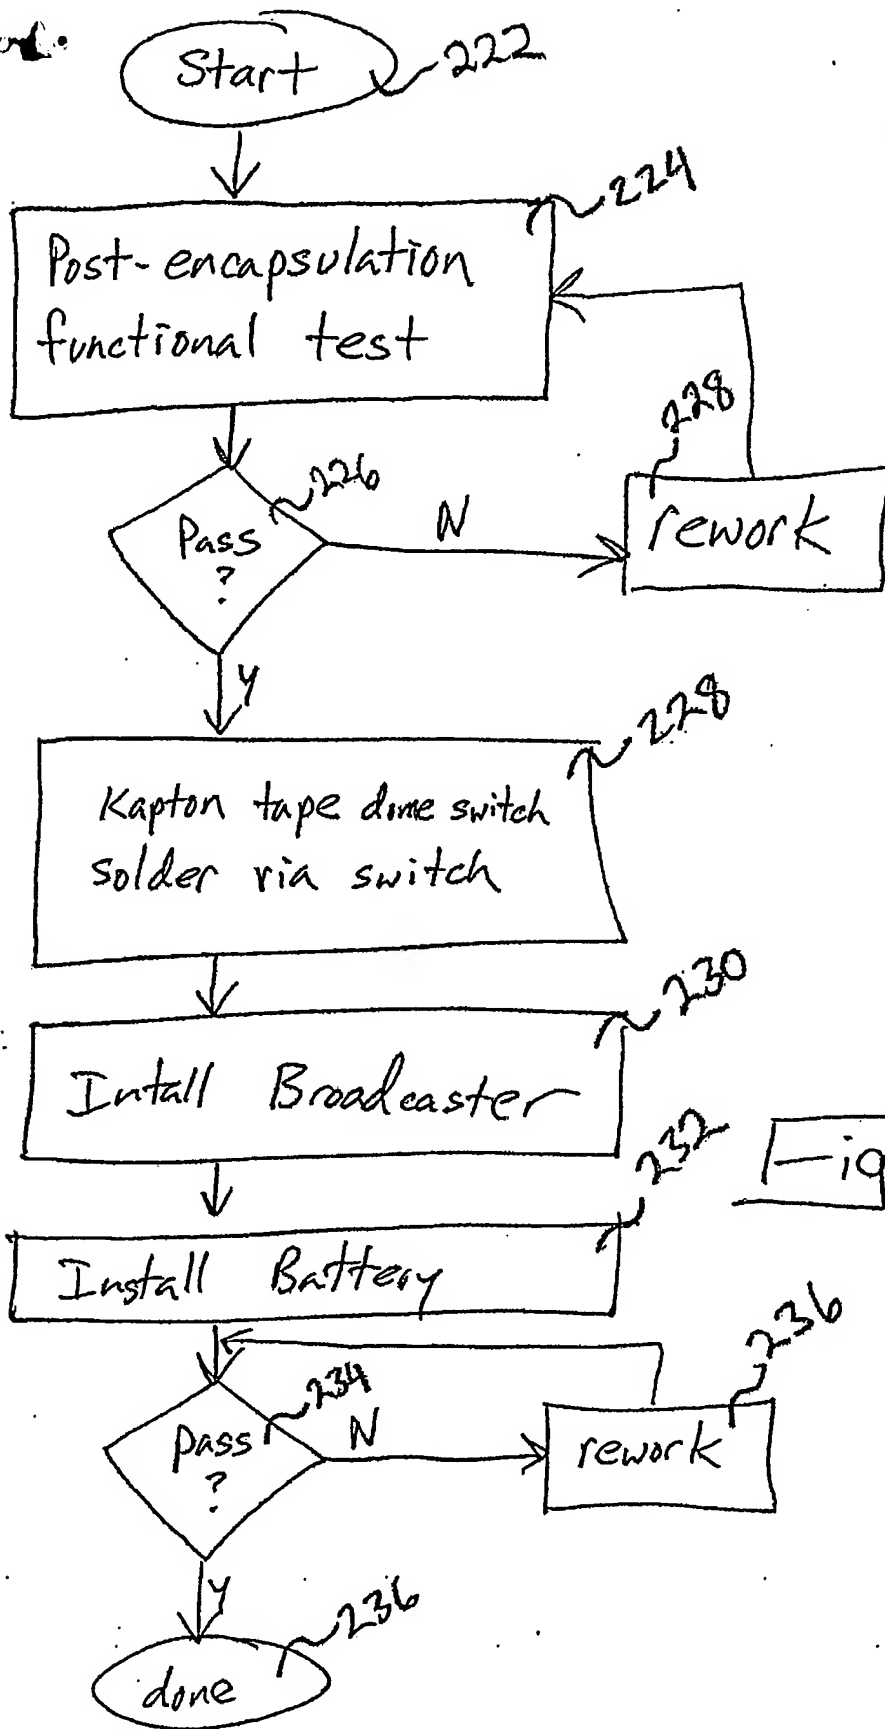 Start
222
224
Post-encapsulation
functional test
226
Pass
?
N
228
rework
Y
228
Kapton tape dome switch
solder via switch
230
Intall Broadcaster
232
Fig
Install Battery
234
pass
?
N
236
rework
Y
236
done